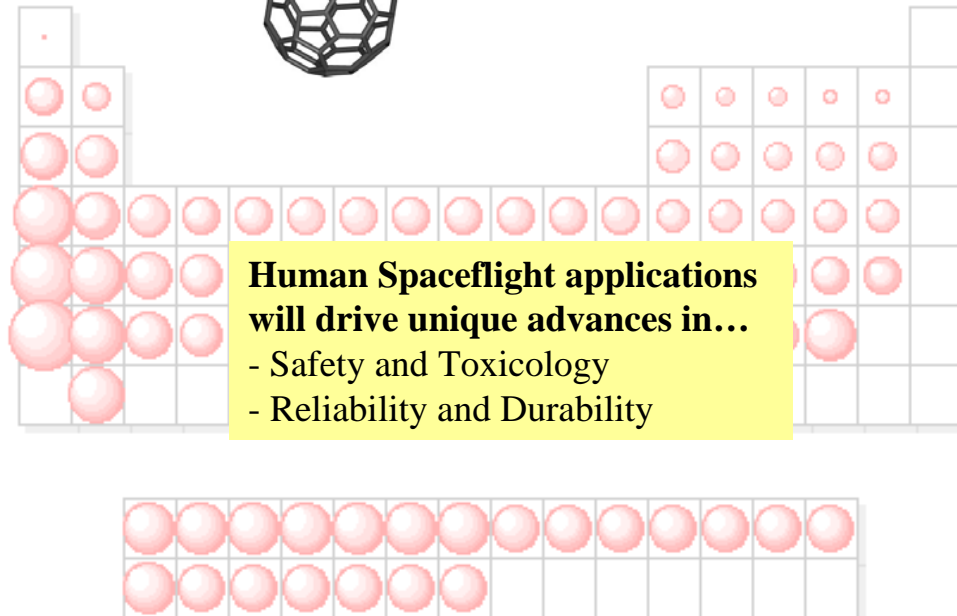 Human Spaceflight applications
will drive unique advances in…
- Safety and Toxicology
- Reliability and Durability